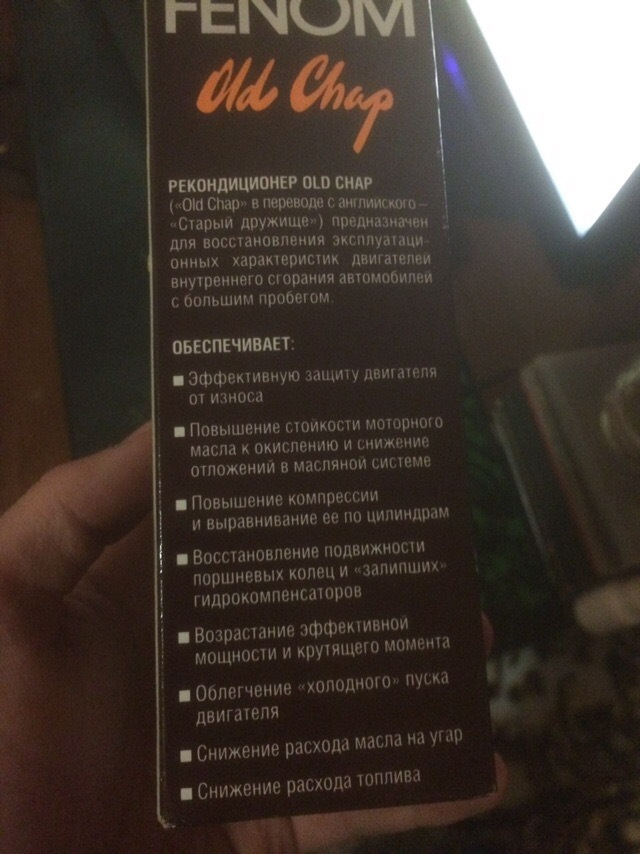 FENOM
Old Chap
РЕКОНДИЦИОНЕР OLD CHAP
(«Old Chap» в переводе с английского –
«Старый дружище») предназначен
для восстановления эксплуатаци-
онных характеристик двигателей
внутреннего сгорания автомобилей
с большим пробегом.
ОБЕСПЕЧИВАЕТ:
■ Эффективную защиту двигателя
от износа
■ Повышение стойкости моторного
масла к окислению и снижение
отложений в масляной системе
■ Повышение компрессии
и выравнивание ее по цилиндрам
■ Восстановление подвижности
поршневых колец и «залипших»
гидрокомпенсаторов
■ Возрастание эффективной
мощности и крутящего момента
■ Облегчение «холодного» пуска
двигателя
■ Снижение расхода масла на угар
■ Снижение расхода топлива